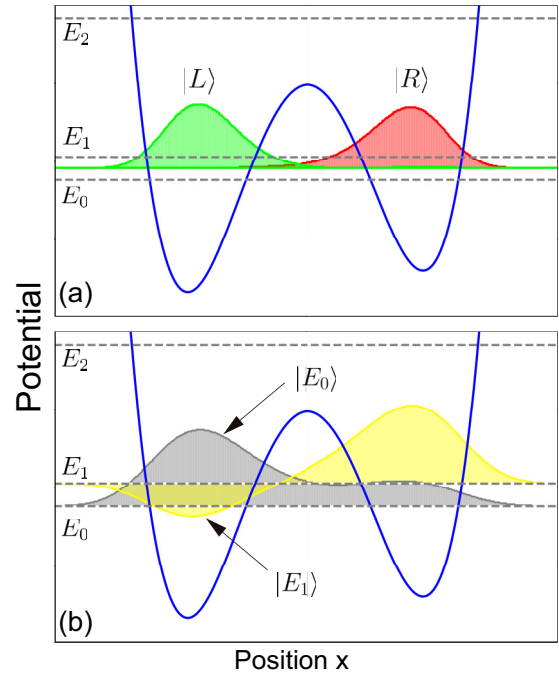 E₂
|L⟩ |R⟩
E₁
E₀
(a)
Potential
E₂
|E₀⟩
E₁
E₀
|E₁⟩
(b)
Position x